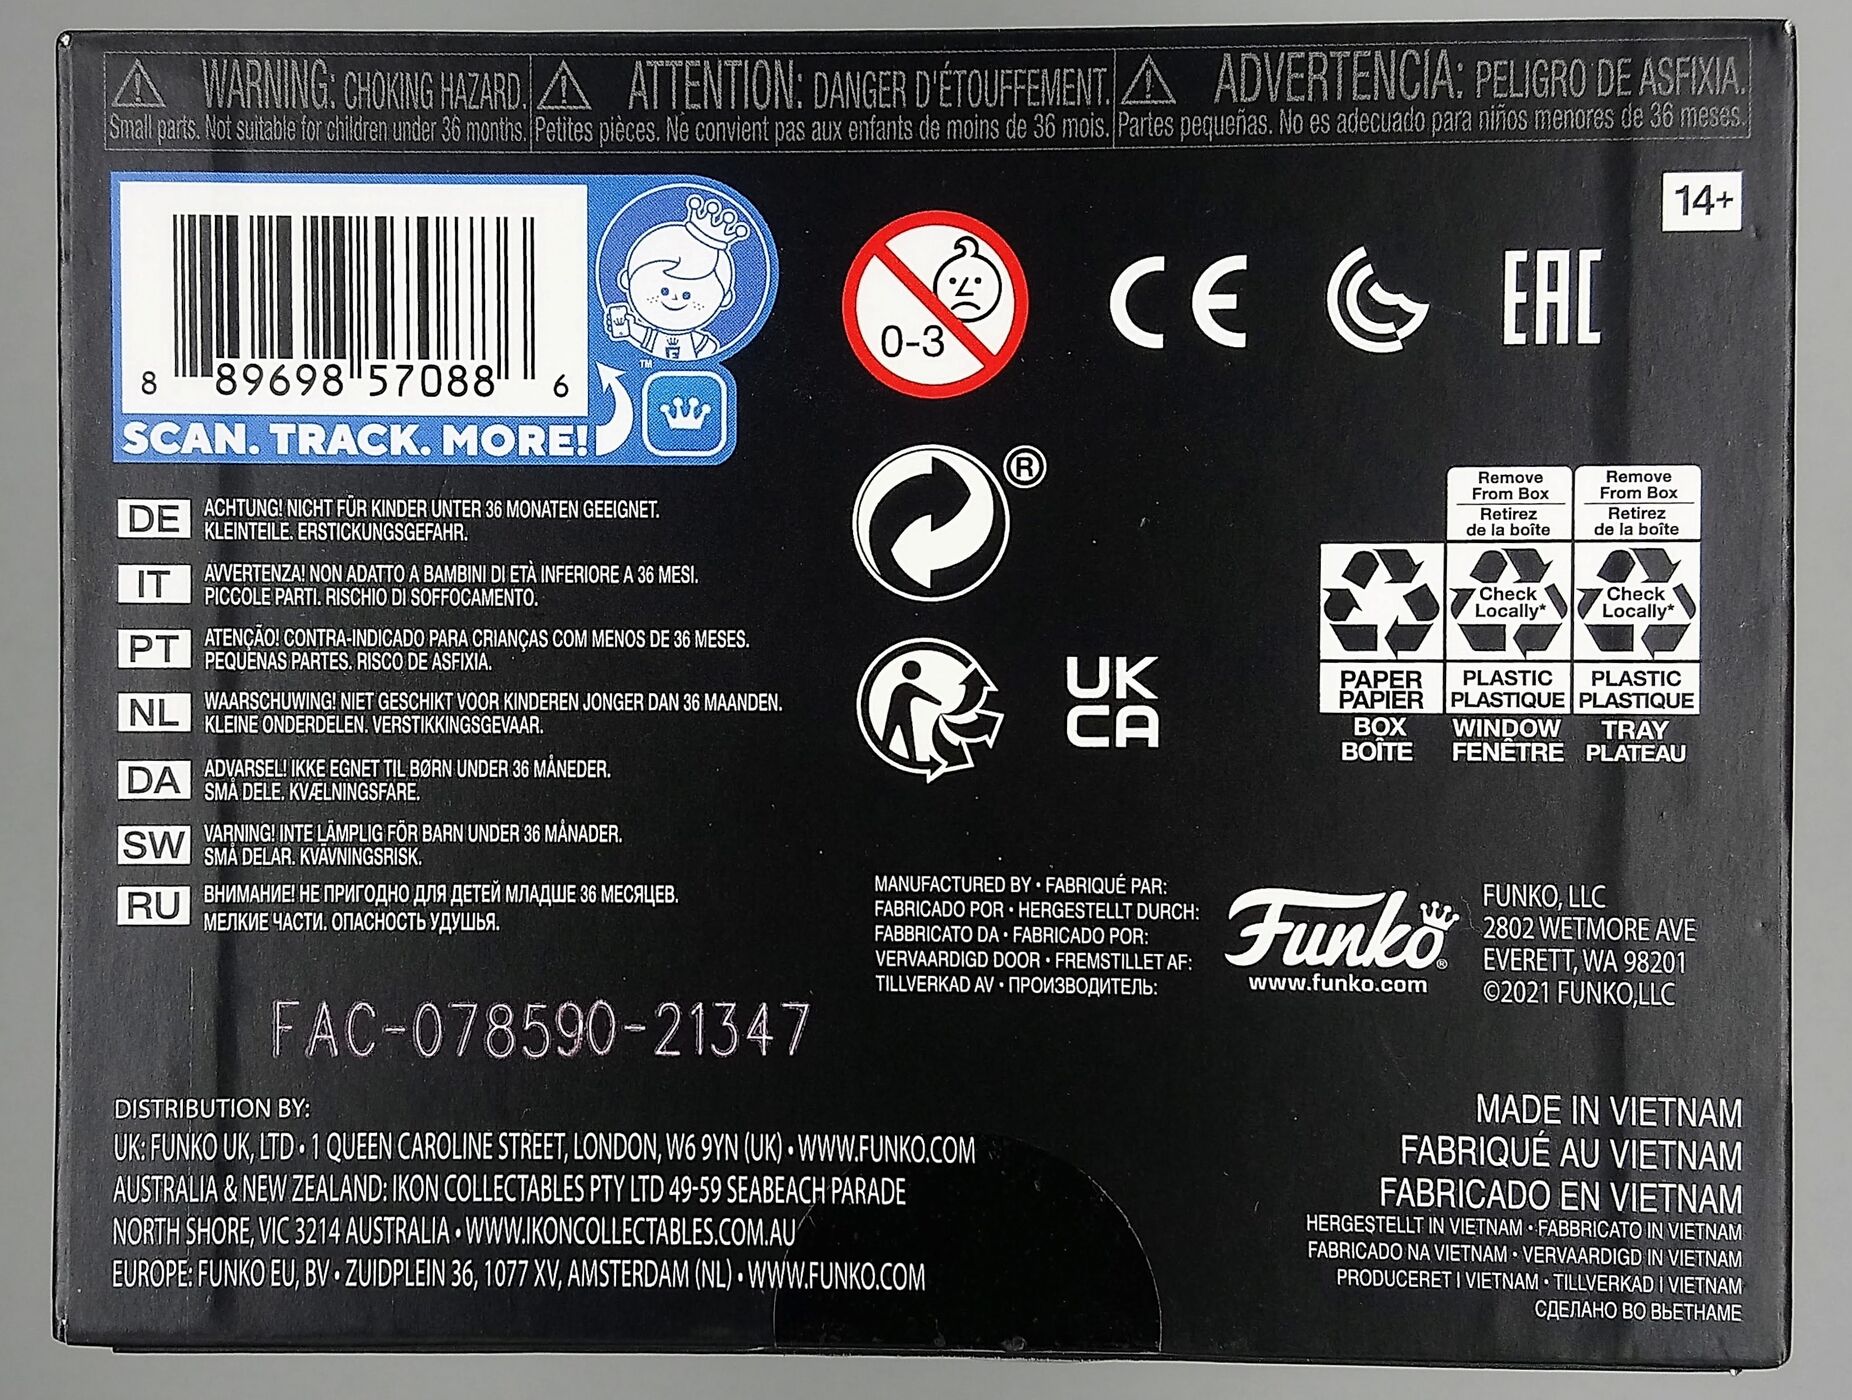 WARNING: CHOKING HAZARD.
Small parts. Not suitable for children under 36 months.
ATTENTION: DANGER D'ÉTOUFFEMENT.
Petites pièces. Ne convient pas aux enfants de moins de 36 mois.
ADVERTENCIA: PELIGRO DE ASFIXIA.
Partes pequeñas. No es adecuado para niños menores de 36 meses.
14+
8 89698 57088 6
TM
SCAN. TRACK. MORE!
0-3
CE
EAC
®
DE ACHTUNG! NICHT FÜR KINDER UNTER 36 MONATEN GEEIGNET.
KLEINTEILE. ERSTICKUNGSGEFAHR.
IT AVVERTENZA! NON ADATTO A BAMBINI DI ETÀ INFERIORE A 36 MESI.
PICCOLE PARTI. RISCHIO DI SOFFOCAMENTO.
PT ATENÇÃO! CONTRA-INDICADO PARA CRIANÇAS COM MENOS DE 36 MESES.
PEQUENAS PARTES. RISCO DE ASFIXIA.
NL WAARSCHUWING! NIET GESCHIKT VOOR KINDEREN JONGER DAN 36 MAANDEN.
KLEINE ONDERDELEN. VERSTIKKINGSGEVAAR.
DA ADVARSEL! IKKE EGNET TIL BØRN UNDER 36 MÅNEDER.
SMÅ DELE. KVÆLNINGSFARE.
SW VARNING! INTE LÄMPLIG FÖR BARN UNDER 36 MÅNADER.
SMÅ DELAR. KVÄVNINGSRISK.
RU ВНИМАНИЕ! НЕ ПРИГОДНО ДЛЯ ДЕТЕЙ МЛАДШЕ 36 МЕСЯЦЕВ.
МЕЛКИЕ ЧАСТИ. ОПАСНОСТЬ УДУШЬЯ.
UK
CA
Remove
From Box
Retirez
de la boîte
Remove
From Box
Retirez
de la boîte
Check
Locally*
Check
Locally*
PAPER
PAPIER
BOX
BOÎTE
PLASTIC
PLASTIQUE
WINDOW
FENÊTRE
PLASTIC
PLASTIQUE
TRAY
PLATEAU
MANUFACTURED BY • FABRIQUÉ PAR:
FABRICADO POR • HERGESTELLT DURCH:
FABBRICATO DA • FABRICADO POR:
VERVAARDIGD DOOR • FREMSTILLET AF:
TILLVERKAD AV • ПРОИЗВОДИТЕЛЬ:
Funko®
www.funko.com
FUNKO, LLC
2802 WETMORE AVE
EVERETT, WA 98201
©2021 FUNKO,LLC
FAC-078590-21347
DISTRIBUTION BY:
UK: FUNKO UK, LTD • 1 QUEEN CAROLINE STREET, LONDON, W6 9YN (UK) • WWW.FUNKO.COM
AUSTRALIA & NEW ZEALAND: IKON COLLECTABLES PTY LTD 49-59 SEABEACH PARADE
NORTH SHORE, VIC 3214 AUSTRALIA • WWW.IKONCOLLECTABLES.COM.AU
EUROPE: FUNKO EU, BV • ZUIDPLEIN 36, 1077 XV, AMSTERDAM (NL) • WWW.FUNKO.COM
MADE IN VIETNAM
FABRIQUÉ AU VIETNAM
FABRICADO EN VIETNAM
HERGESTELLT IN VIETNAM • FABBRICATO IN VIETNAM
FABRICADO NA VIETNAM • VERVAARDIGD IN VIETNAM
PRODUCERET I VIETNAM • TILLVERKAD I VIETNAM
СДЕЛАНО ВО ВЬЕТНАМЕ